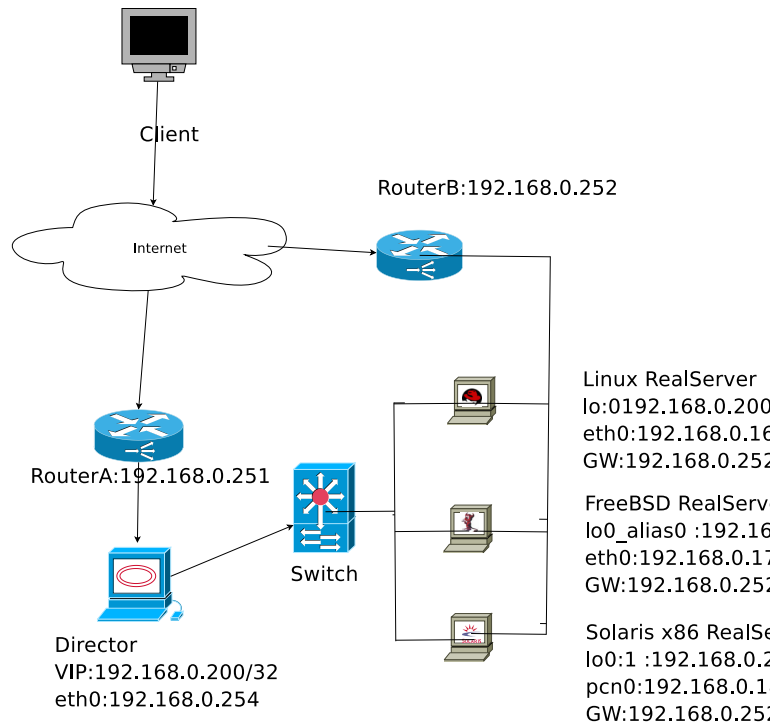 Client
RouterB:192.168.0.252
Internet
Linux RealServer
lo:0192.168.0.200
eth0:192.168.0.16
GW:192.168.0.252
RouterA:192.168.0.251
FreeBSD RealServ
lo0_alias0 :192.16
eth0:192.168.0.17
GW:192.168.0.252
Switch
Director
VIP:192.168.0.200/32
eth0:192.168.0.254
Solaris x86 RealSe
lo0:1 :192.168.0.2
pcn0:192.168.0.1
GW:192.168.0.252